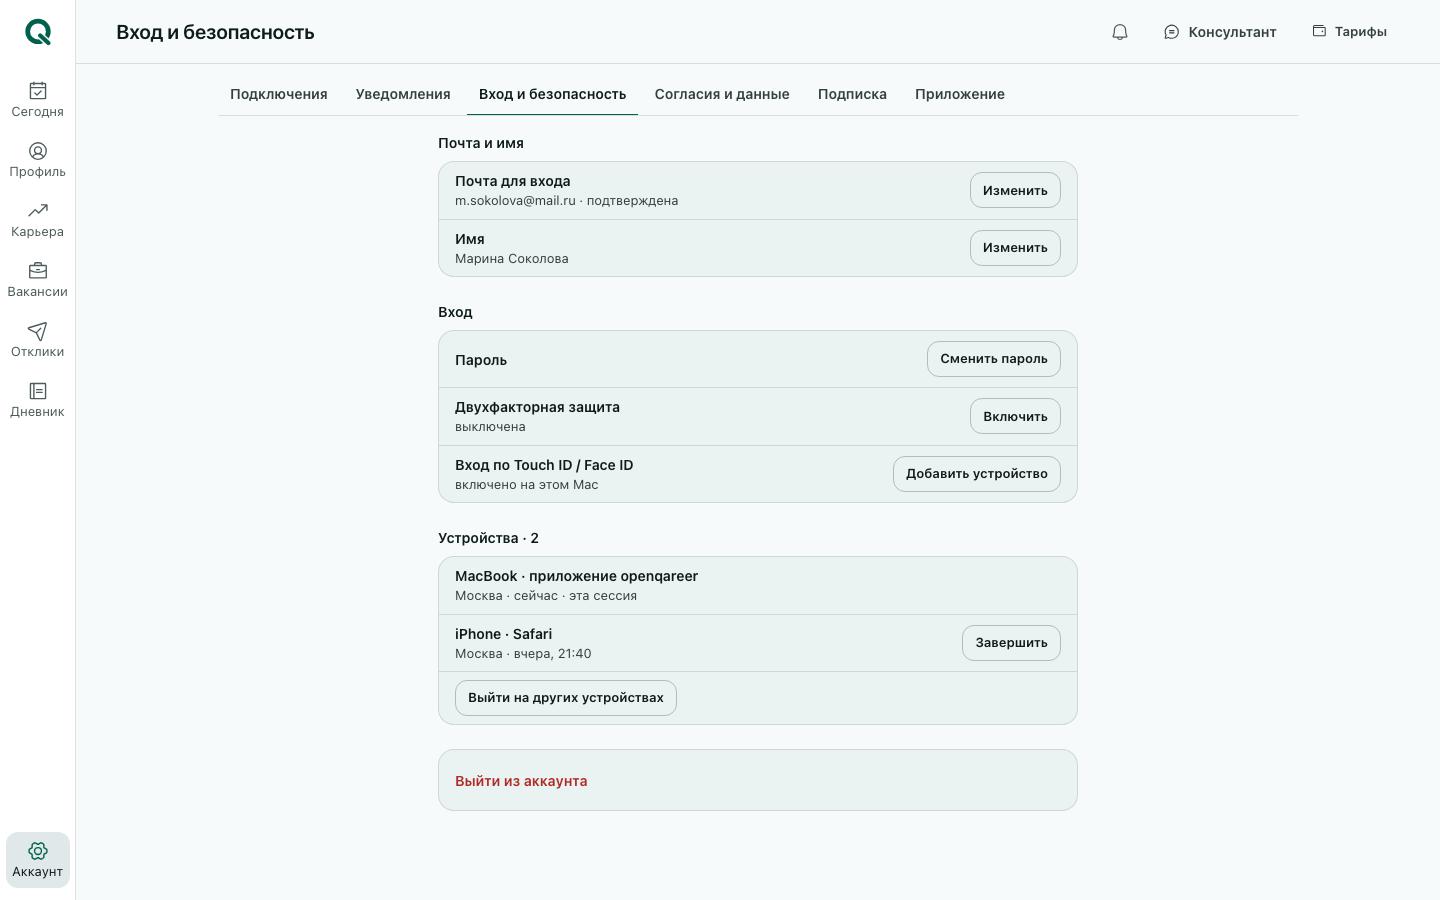 Вход и безопасность
Консультант
Тарифы
Сегодня
Профиль
Карьера
Вакансии
Отклики
Дневник
Аккаунт
Подключения
Уведомления
Вход и безопасность
Согласия и данные
Подписка
Приложение
Почта и имя
Почта для входа
m.sokolova@mail.ru · подтверждена
Изменить
Имя
Марина Соколова
Изменить
Вход
Пароль
Сменить пароль
Двухфакторная защита
выключена
Включить
Вход по Touch ID / Face ID
включено на этом Mac
Добавить устройство
Устройства · 2
MacBook · приложение openqareer
Москва · сейчас · эта сессия
iPhone · Safari
Москва · вчера, 21:40
Завершить
Выйти на других устройствах
Выйти из аккаунта